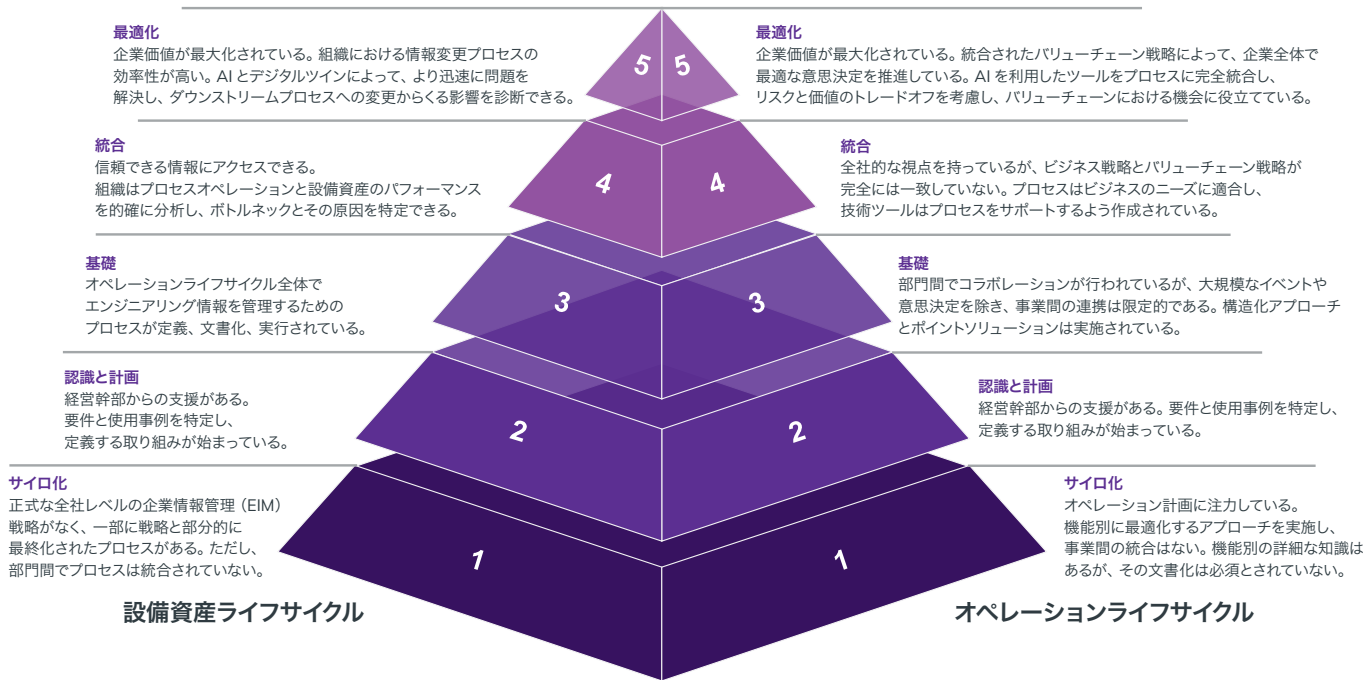 最適化
企業価値が最大化されている。組織における情報変更プロセスの
効率性が高い。AI とデジタルツインによって、より迅速に問題を
解決し、ダウンストリームプロセスへの変更からくる影響を診断できる。
最適化
企業価値が最大化されている。統合されたバリューチェーン戦略によって、企業全体で
最適な意思決定を推進している。AI を利用したツールをプロセスに完全統合し、
リスクと価値のトレードオフを考慮し、バリューチェーンにおける機会に役立てている。
5
5
統合
信頼できる情報にアクセスできる。
組織はプロセスオペレーションと設備資産のパフォーマンス
を的確に分析し、ボトルネックとその原因を特定できる。
統合
全社的な視点を持っているが、ビジネス戦略とバリューチェーン戦略が
完全には一致していない。プロセスはビジネスのニーズに適合し、
技術ツールはプロセスをサポートするよう作成されている。
4
4
基礎
オペレーションライフサイクル全体で
エンジニアリング情報を管理するための
プロセスが定義、文書化、実行されている。
基礎
部門間でコラボレーションが行われているが、大規模なイベントや
意思決定を除き、事業間の連携は限定的である。構造化アプローチ
とポイントソリューションは実施されている。
3
3
認識と計画
経営幹部からの支援がある。
要件と使用事例を特定し、
定義する取り組みが始まっている。
認識と計画
経営幹部からの支援がある。要件と使用事例を特定し、
定義する取り組みが始まっている。
2
2
サイロ化
正式な全社レベルの企業情報管理（EIM）
戦略がなく、一部に戦略と部分的に
最終化されたプロセスがある。ただし、
部門間でプロセスは統合されていない。
サイロ化
オペレーション計画に注力している。
機能別に最適化するアプローチを実施し、
事業間の統合はない。機能別の詳細な知識は
あるが、その文書化は必須とされていない。
1
1
設備資産ライフサイクル
オペレーションライフサイクル